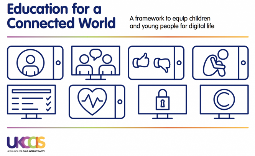 Education for a
Connected World
A framework to equip children
and young people for digital life
UKCIS